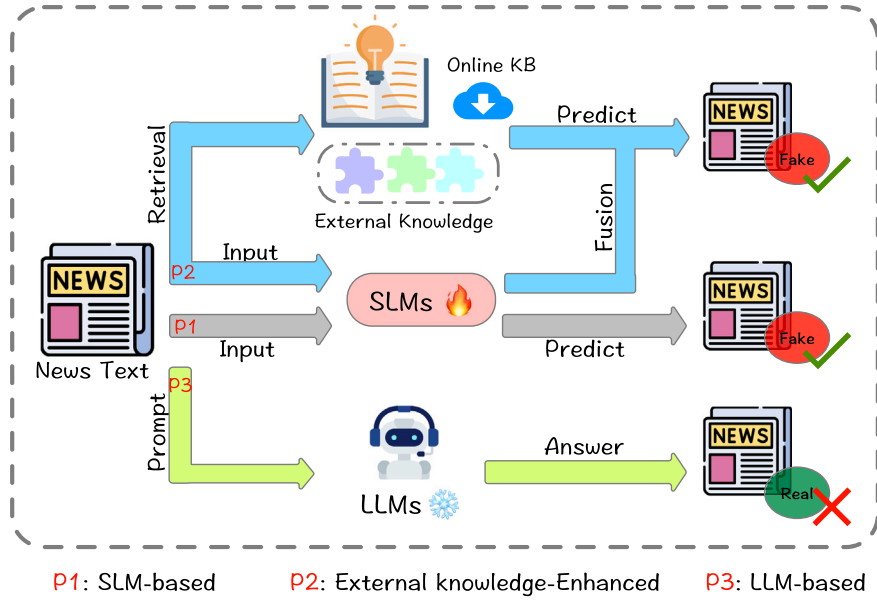 Online KB
Predict
NEWS
Fake
Retrieval
External Knowledge
Fusion
Input
P2
NEWS
News Text
SLMs
NEWS
Fake
P1
Input
Predict
P3
Prompt
LLMs
Answer
NEWS
Real
P1: SLM-based
P2: External knowledge-Enhanced
P3: LLM-based